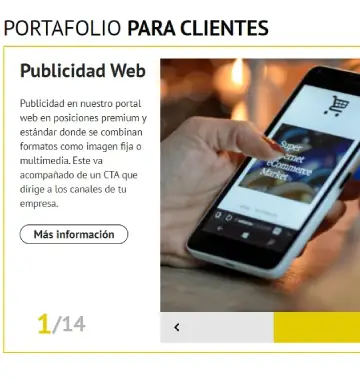 PORTAFOLIO PARA CLIENTES
Publicidad Web
Publicidad en nuestro portal
web en posiciones premium y
estándar donde se combinan
formatos como imagen fija o
multimedia. Este va
acompañado de un CTA que
dirige a los canales de tu
empresa.
Más información
1/14
Super
Internet
eCommerce
Market